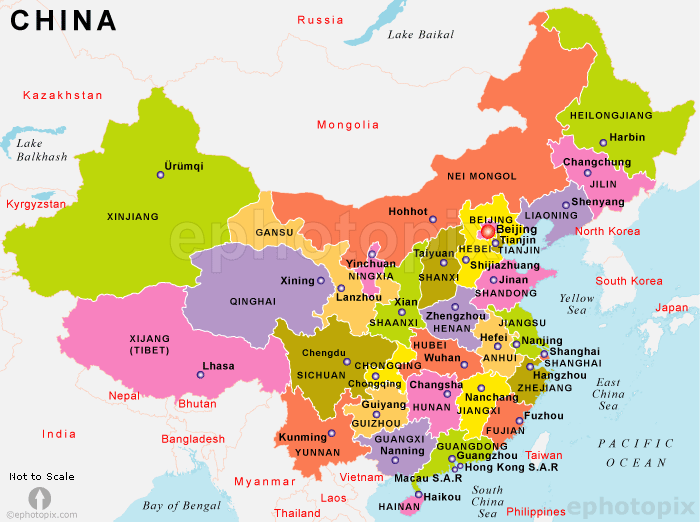 CHINA
Russia
Lake Baikal
Kazakhstan
Mongolia
HEILONGJIANG
Harbin
Lake
Balkhash
Changchung
JILIN
Ürümqi
NEI MONGOL
Kyrgyzstan
XINJIANG
Hohhot
Shenyang
LIAONING
BEIJING
Beijing
GANSU
ephotopix
Tianjin
TIANJIN
North Korea
Taiyuan
HEBEI
Yinchuan
NINGXIA
SHANXI
Shijiazhuang
Xining
Jinan
SHANDONG
South Korea
QINGHAI
Lanzhou
Xian
SHAANXI
Zhengzhou
HENAN
Yellow
Sea
Japan
JIANGSU
XIJANG
(TIBET)
Hefei
Nanjing
HUBEI
Wuhan
ANHUI
Shanghai
SHANGHAI
Chengdu
SICHUAN
CHONGQING
Chongqing
Lhasa
Hangzhou
ZHEJIANG
Changsha
HUNAN
Nanchang
JIANGXI
East
China
Sea
Nepal
Bhutan
Guiyang
GUIZHOU
Fuzhou
FUJIAN
India
Bangladesh
Kunming
YUNNAN
GUANGXI
Nanning
GUANGDONG
Guangzhou
Hong Kong S.A.R
Macau S.A.R
Taiwan
PACIFIC
OCEAN
Not to Scale
Myanmar
Vietnam
Laos
Thailand
Haikou
HAINAN
South
China
Sea
Bay of Bengal
Philippines
ephotopix
©ephotopix.com